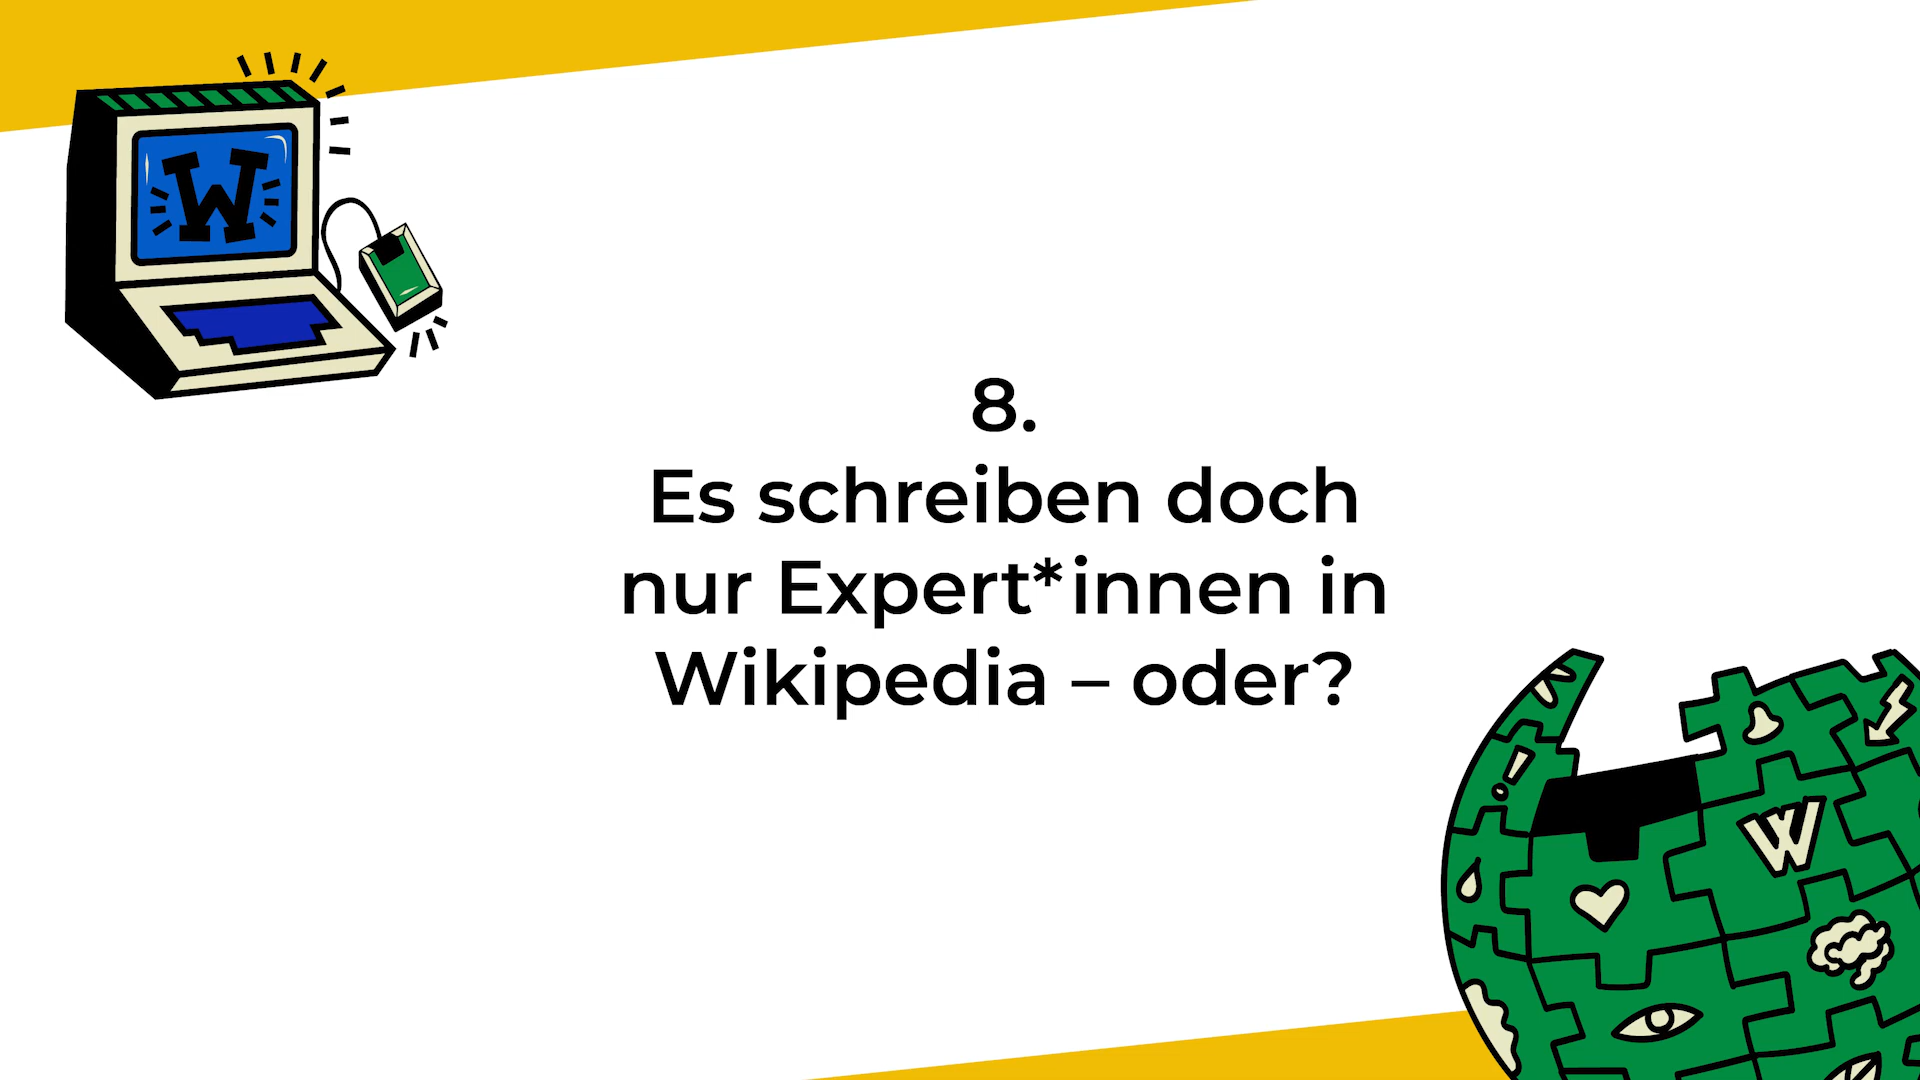 W
8.
Es schreiben doch
nur Expert*innen in
Wikipedia – oder?
W